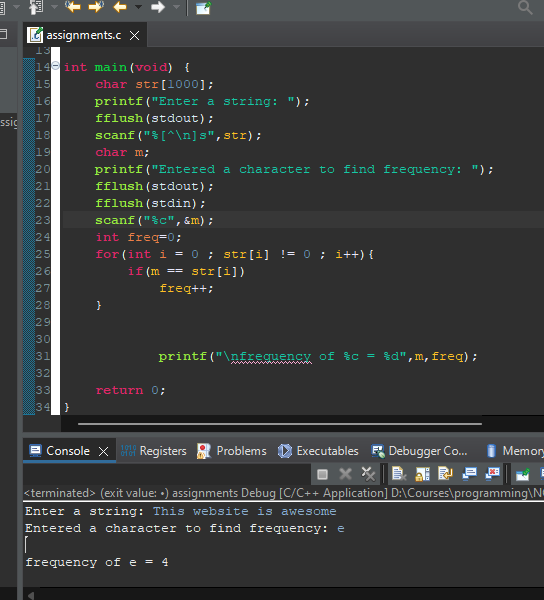 assignments.c
13
14 int main(void) {
15 char str[1000];
16 printf("Enter a string: ");
17 fflush(stdout);
18 scanf("%[^\n]s",str);
19 char m;
20 printf("Entered a character to find frequency: ");
21 fflush(stdout);
22 fflush(stdin);
23 scanf("%c",&m);
24 int freq=0;
25 for(int i = 0 ; str[i] != 0 ; i++){
26 if(m == str[i])
27 freq++;
28 }
29
30
31 printf("\nfrequency of %c = %d",m,freq);
32
33 return 0;
34 }
assig
Console Registers Problems Executables Debugger Co... Memory
<terminated> (exit value: •) assignments Debug [C/C++ Application] D:\Courses\programming\N
Enter a string: This website is awesome
Entered a character to find frequency: e
frequency of e = 4